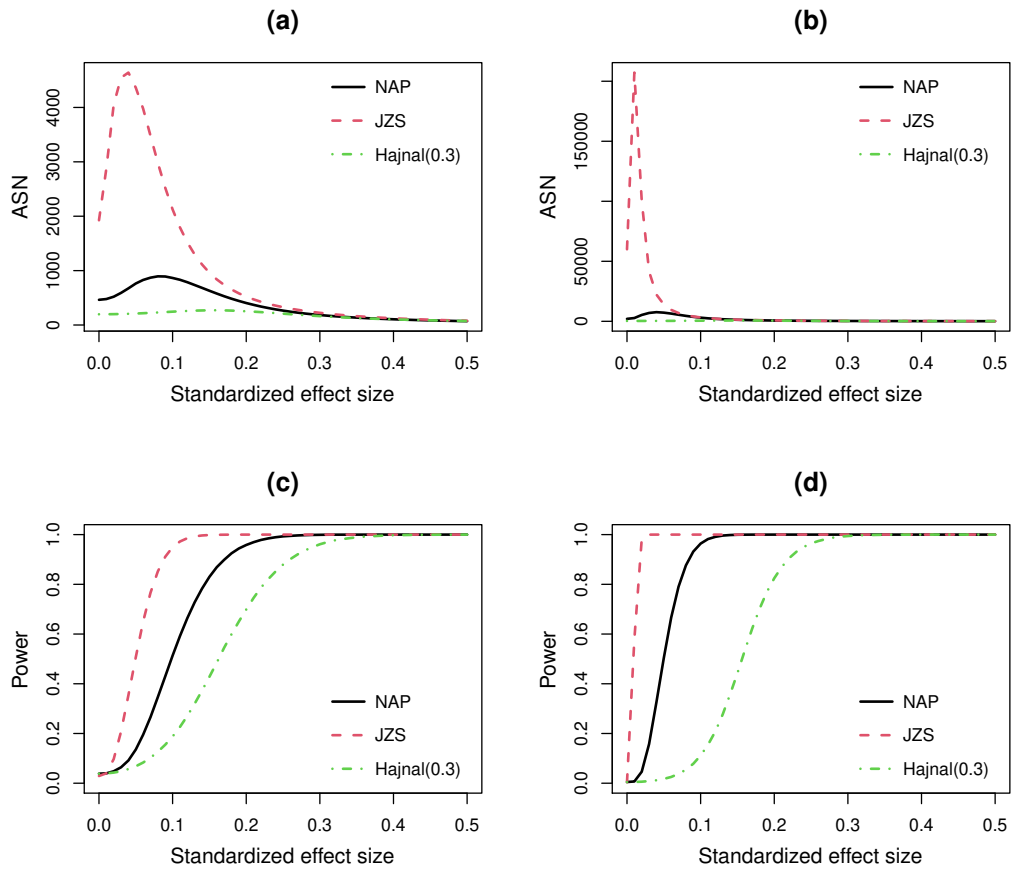 (a)
ASN
4000
3000
2000
1000
0
NAP
JZS
Hajnal(0.3)
0.0 0.1 0.2 0.3 0.4 0.5
Standardized effect size
(b)
ASN
150000
50000
0
NAP
JZS
Hajnal(0.3)
0.0 0.1 0.2 0.3 0.4 0.5
Standardized effect size
(c)
Power
1.0
0.8
0.6
0.4
0.2
0.0
NAP
JZS
Hajnal(0.3)
0.0 0.1 0.2 0.3 0.4 0.5
Standardized effect size
(d)
Power
1.0
0.8
0.6
0.4
0.2
0.0
NAP
JZS
Hajnal(0.3)
0.0 0.1 0.2 0.3 0.4 0.5
Standardized effect size